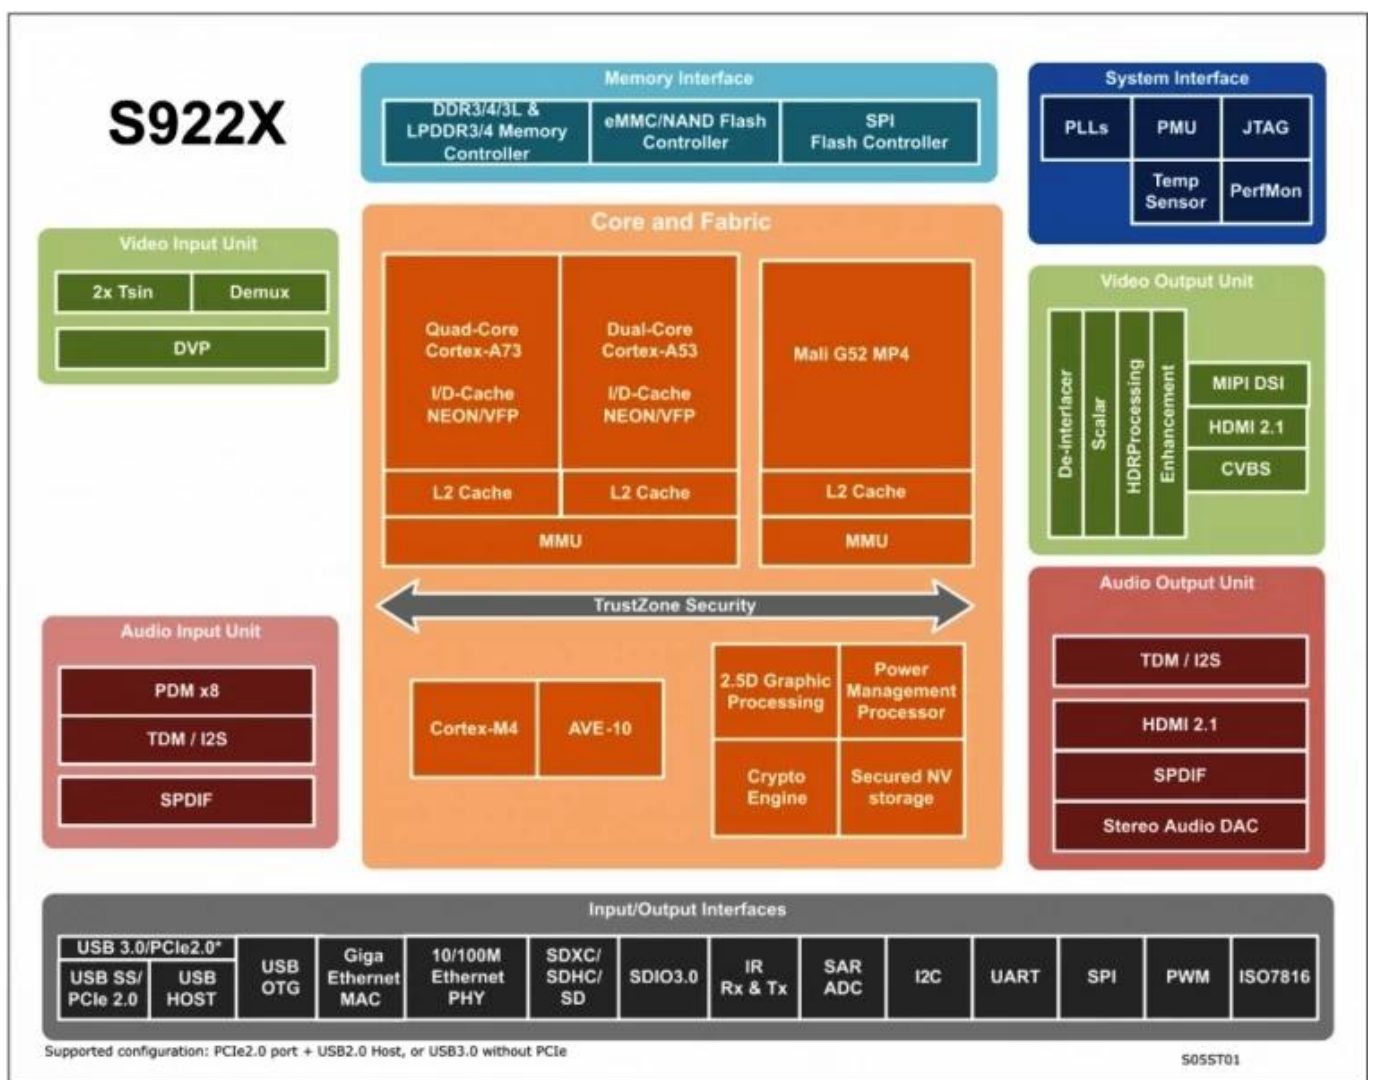 S922X
Memory Interface
DDR3/4/3L &
LPDDR3/4 Memory
Controller
eMMC/NAND Flash
Controller
SPI
Flash Controller
System Interface
PLLs
PMU
JTAG
Temp
Sensor
PerfMon
Video Input Unit
2x Tsin
Demux
DVP
Core and Fabric
Quad-Core
Cortex-A73
I/D-Cache
NEON/VFP
Dual-Core
Cortex-A53
I/D-Cache
NEON/VFP
Mali G52 MP4
L2 Cache
L2 Cache
L2 Cache
MMU
MMU
TrustZone Security
Cortex-M4
AVE-10
2.5D Graphic
Processing
Power
Management
Processor
Crypto
Engine
Secured NV
storage
Video Output Unit
De-interlacer
Scalar
HDRProcessing
Enhancement
MIPI DSI
HDMI 2.1
CVBS
Audio Input Unit
PDM x8
TDM / I2S
SPDIF
Audio Output Unit
TDM / I2S
HDMI 2.1
SPDIF
Stereo Audio DAC
Input/Output Interfaces
USB 3.0/PCIe2.0*
USB SS/
PCIe 2.0
USB
HOST
USB
OTG
Giga
Ethernet
MAC
10/100M
Ethernet
PHY
SDXC/
SDHC/
SD
SDIO3.0
IR
Rx & Tx
SAR
ADC
I2C
UART
SPI
PWM
ISO7816
Supported configuration: PCIe2.0 port + USB2.0 Host, or USB3.0 without PCIe
S05ST01